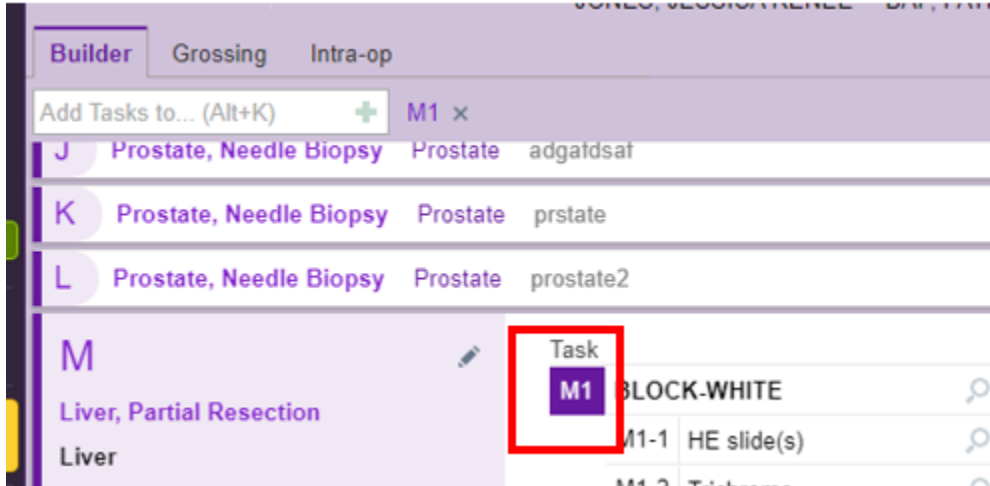 Builder Grossing Intra-op
Add Tasks to... (Alt+K) + M1 ×
J Prostate, Needle Biopsy Prostate adgafdsaf
K Prostate, Needle Biopsy Prostate prstate
L Prostate, Needle Biopsy Prostate prostate2
M
Liver, Partial Resection
Liver
Task
M1 BLOCK-WHITE
M1-1 HE slide(s)